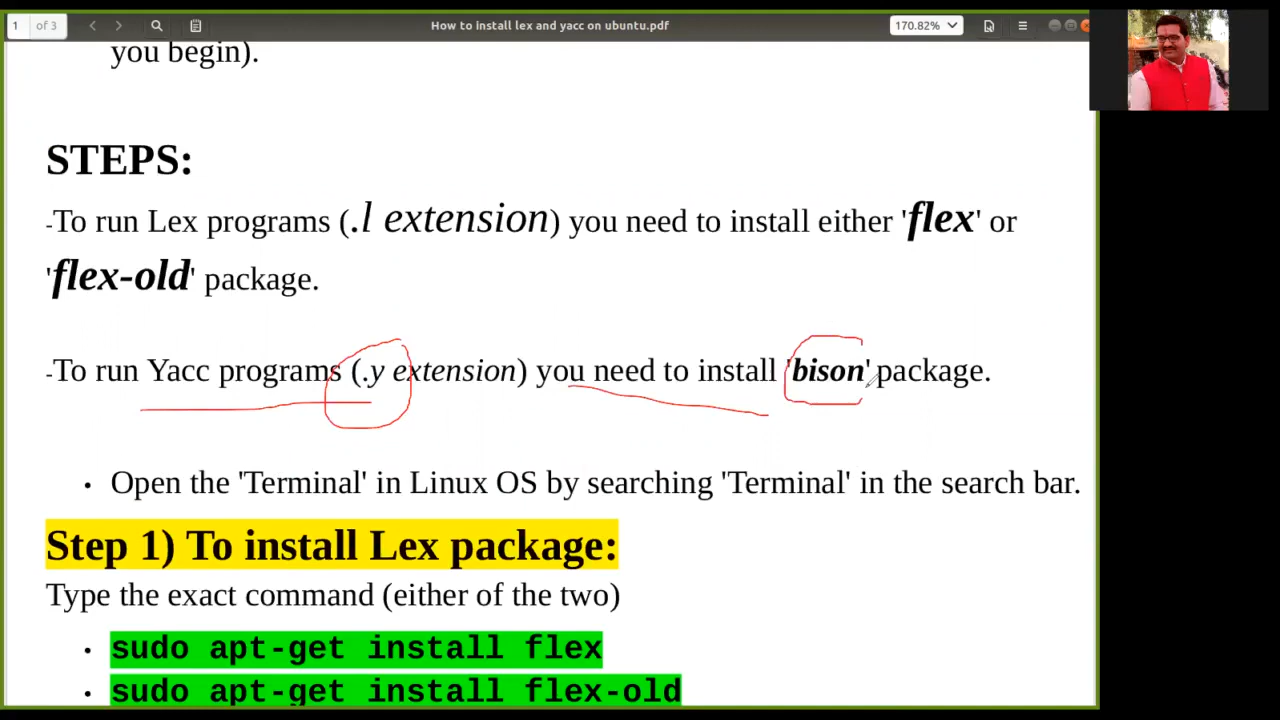 1 of 3
How to install lex and yacc on ubuntu.pdf
170.82%
you begin).
STEPS:
-To run Lex programs (.l extension) you need to install either 'flex' or
'flex-old' package.
-To run Yacc programs (.y extension) you need to install 'bison' package.
• Open the 'Terminal' in Linux OS by searching 'Terminal' in the search bar.
Step 1) To install Lex package:
Type the exact command (either of the two)
• sudo apt-get install flex
• sudo apt-get install flex-old